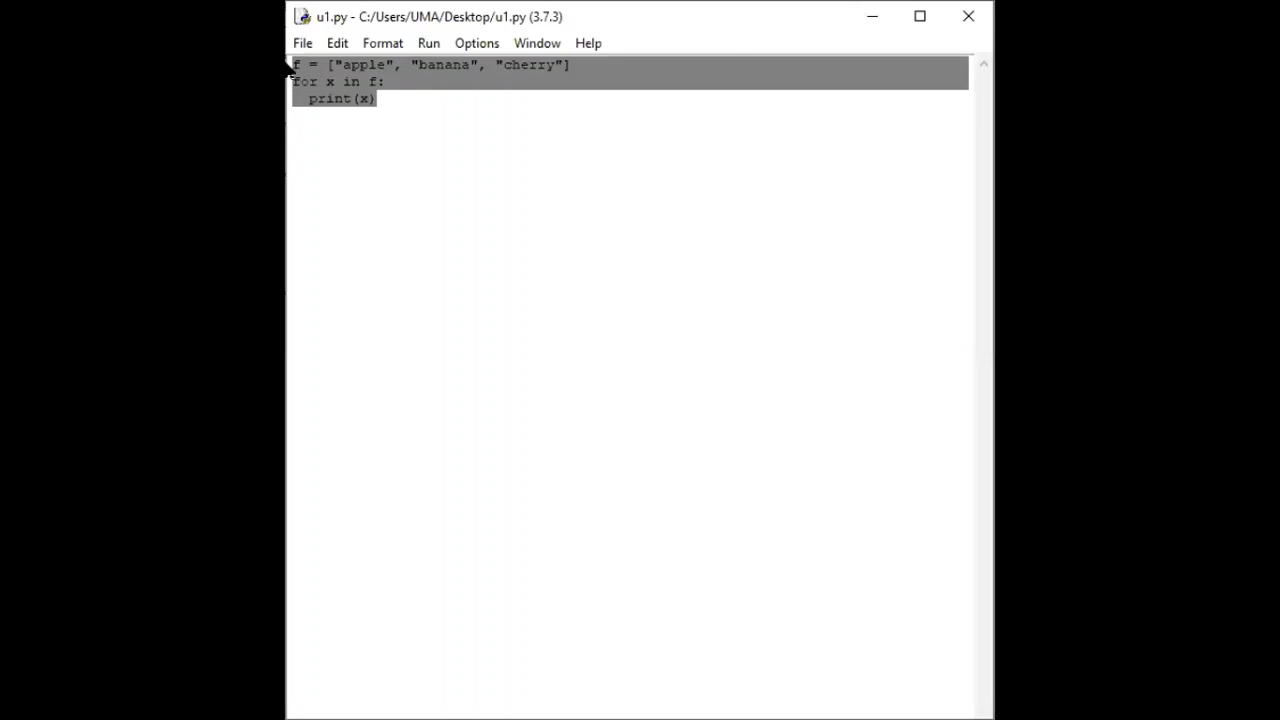 u1.py - C:/Users/UMA/Desktop/u1.py (3.7.3)
File Edit Format Run Options Window Help
f = ["apple", "banana", "cherry"]
for x in f:
  print(x)